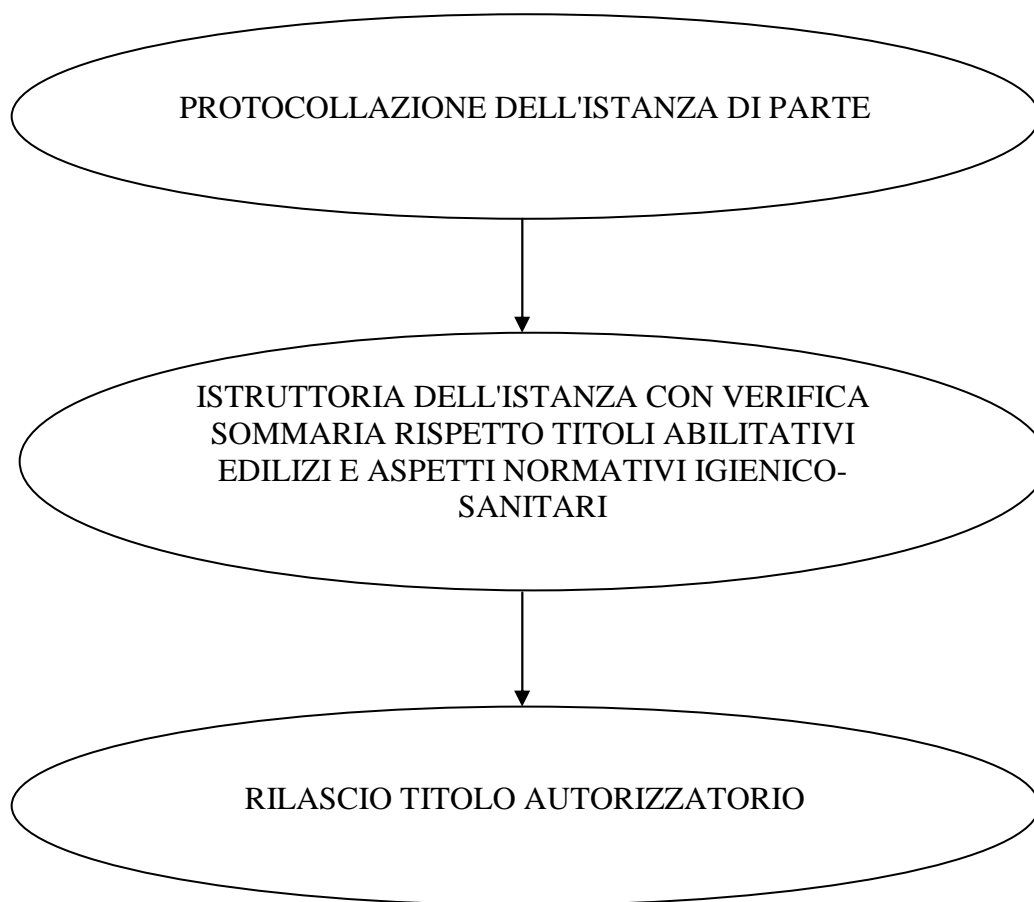 PROTOCOLLAZIONE DELL'ISTANZA DI PARTE
ISTRUTTORIA DELL'ISTANZA CON VERIFICA
SOMMARIA RISPETTO TITOLI ABILITATIVI
EDILIZI E ASPETTI NORMATIVI IGIENICO-
SANITARI
RILASCIO TITOLO AUTORIZZATORIO